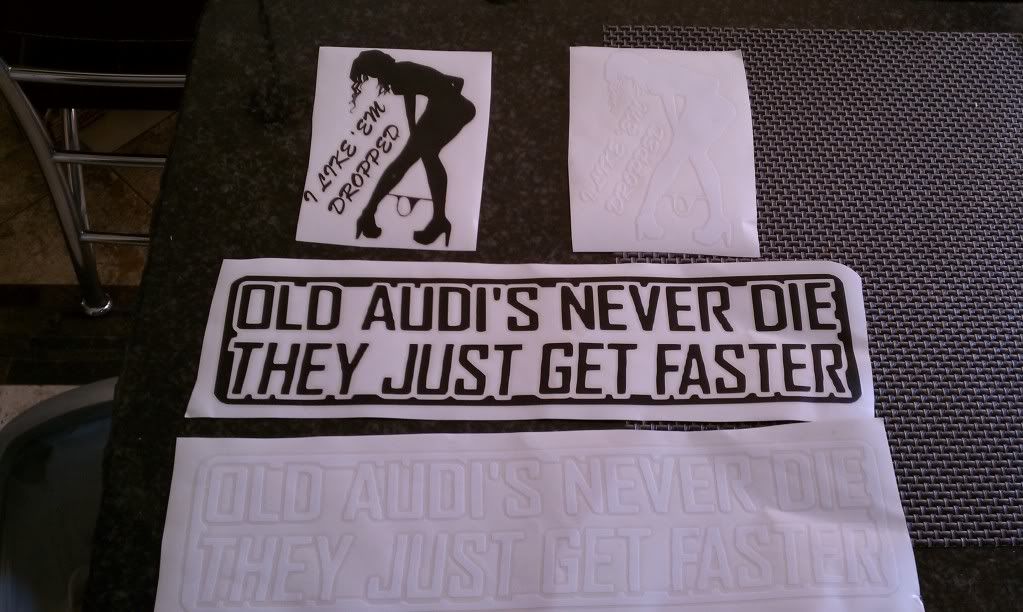 I LIKE 'EM
DROPPED
I LIKE 'EM
DROPPED
OLD AUDI'S NEVER DIE
THEY JUST GET FASTER
OLD AUDI'S NEVER DIE
THEY JUST GET FASTER